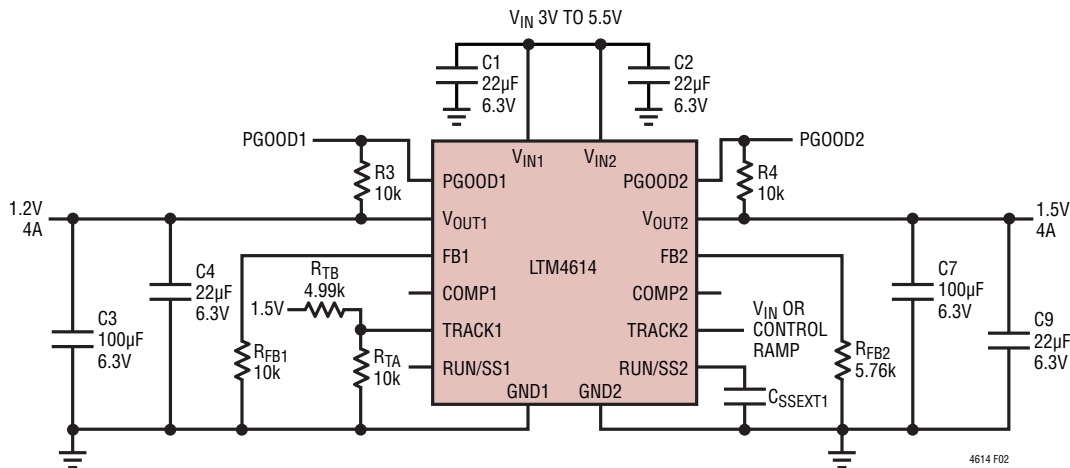 VIN 3V TO 5.5V
C1
22µF
6.3V
C2
22µF
6.3V
PGOOD1
R3
10k
VIN1
VIN2
PGOOD1
PGOOD2
R4
10k
PGOOD2
1.2V
4A
VOUT1
VOUT2
1.5V
4A
C3
100µF
6.3V
C4
22µF
6.3V
FB1
LTM4614
FB2
C7
100µF
6.3V
C9
22µF
6.3V
RTB
4.99k
1.5V
COMP1
COMP2
TRACK1
TRACK2
VIN OR
CONTROL
RAMP
RFB1
10k
RTA
10k
RUN/SS1
RUN/SS2
RFB2
5.76k
GND1
GND2
CSSEXT1
4614 F02